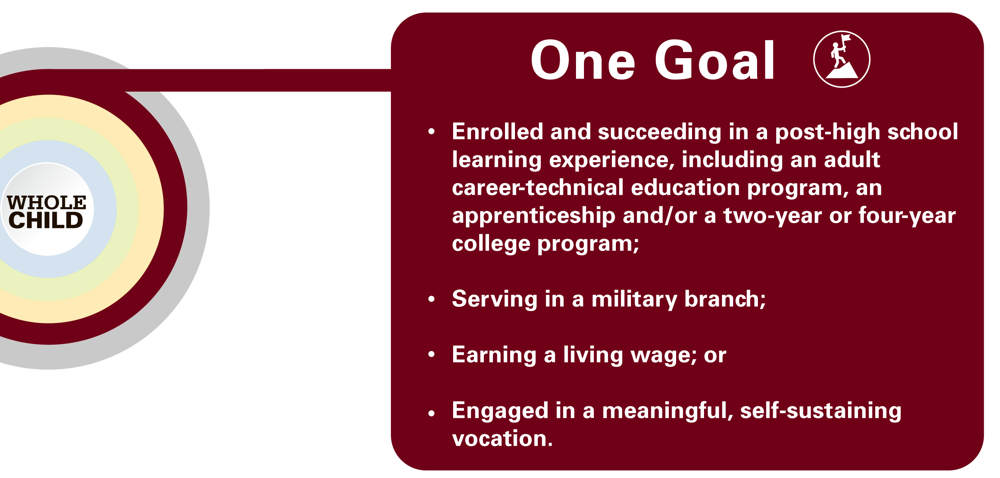 WHOLE
CHILD
One Goal
• Enrolled and succeeding in a post-high school
learning experience, including an adult
career-technical education program, an
apprenticeship and/or a two-year or four-year
college program;
• Serving in a military branch;
• Earning a living wage; or
• Engaged in a meaningful, self-sustaining
vocation.